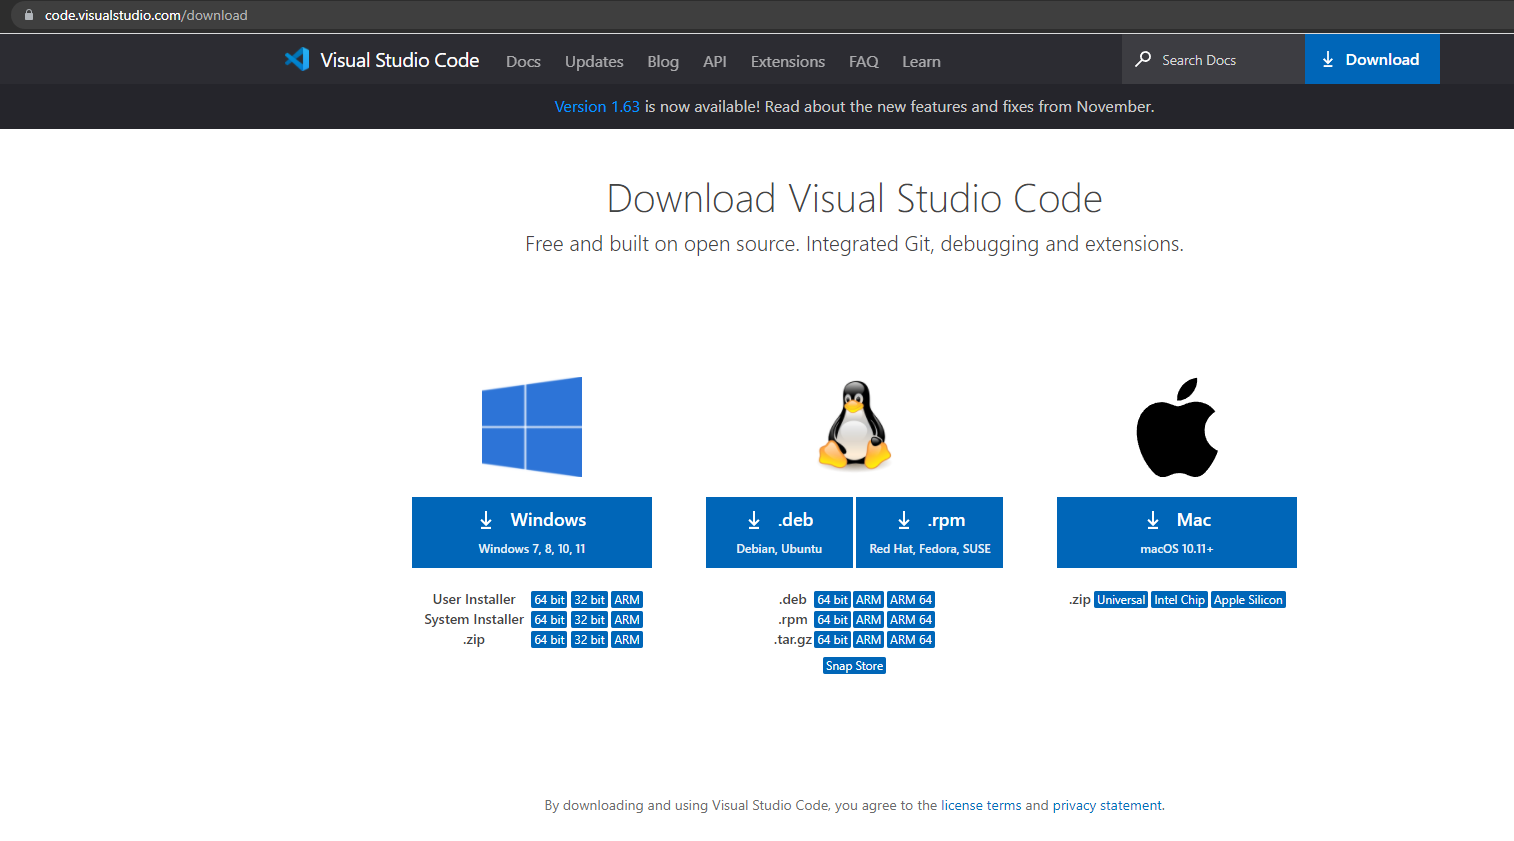 code.visualstudio.com/download
Visual Studio Code Docs Updates Blog API Extensions FAQ Learn Search Docs Download
Version 1.63 is now available! Read about the new features and fixes from November.
Download Visual Studio Code
Free and built on open source. Integrated Git, debugging and extensions.
Windows
Windows 7, 8, 10, 11
User Installer 64 bit 32 bit ARM
System Installer 64 bit 32 bit ARM
.zip 64 bit 32 bit ARM
.deb
Debian, Ubuntu
.rpm
Red Hat, Fedora, SUSE
.deb 64 bit ARM ARM 64
.rpm 64 bit ARM ARM 64
.tar.gz 64 bit ARM ARM 64
Snap Store
Mac
macOS 10.11+
.zip Universal Intel Chip Apple Silicon
By downloading and using Visual Studio Code, you agree to the license terms and privacy statement.